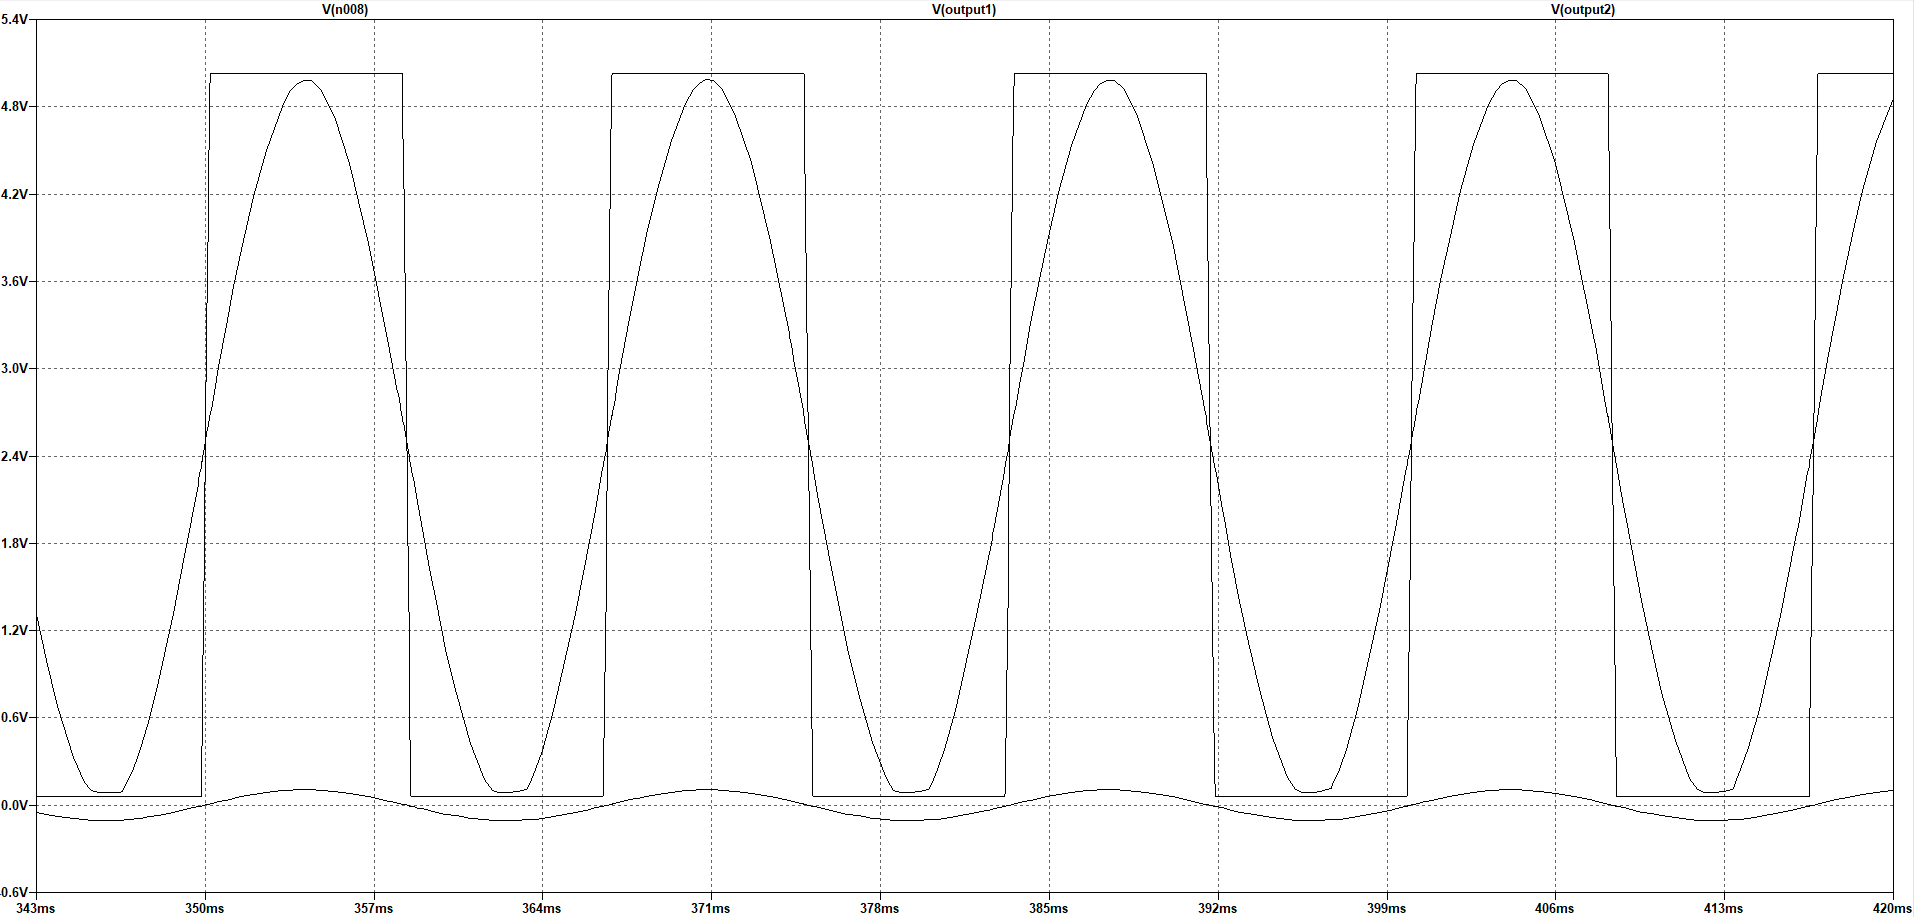 V(n008) V(output1) V(output2)
5.4V
4.8V
4.2V
3.6V
3.0V
2.4V
1.8V
1.2V
0.6V
0.0V
-0.6V
343ms 350ms 357ms 364ms 371ms 378ms 385ms 392ms 399ms 406ms 413ms 420ms